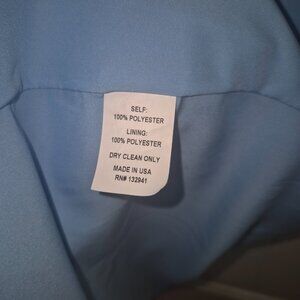 SELF:
100% POLYESTER
LINING:
100% POLYESTER
DRY CLEAN ONLY
MADE IN USA
RN# 132941